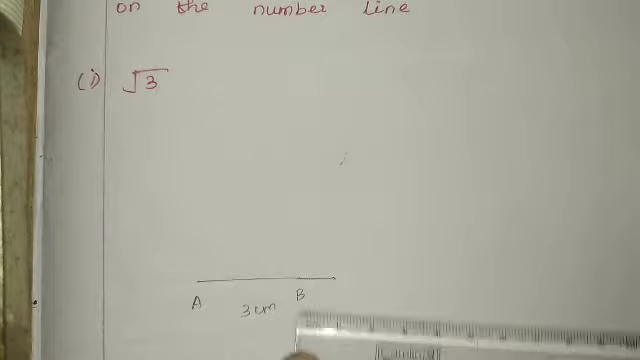 on the number line
(i) √3
A 3cm B